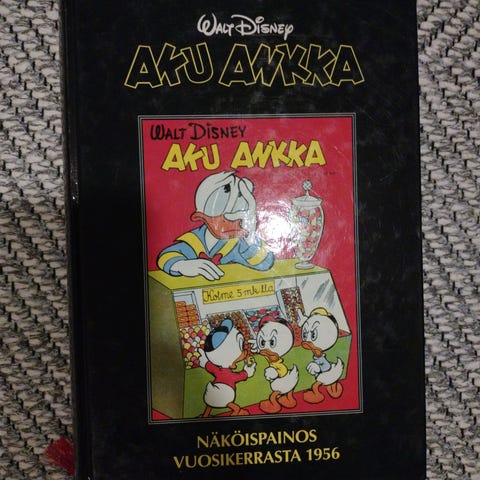 WALT DISNEY
AKU ANKKA
WALT DISNEY
AKU ANKKA
Kolme 5 mk:lla
NÄKÖISPAINOS
VUOSIKERRASTA 1956